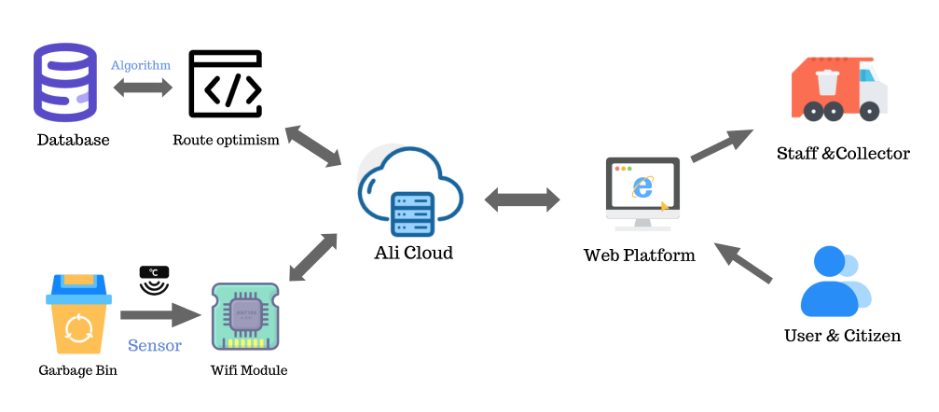 Algorithm
Database
Route optimism
Staff &Collector
Ali Cloud
Web Platform
°C
Sensor
User & Citizen
Garbage Bin
Wifi Module